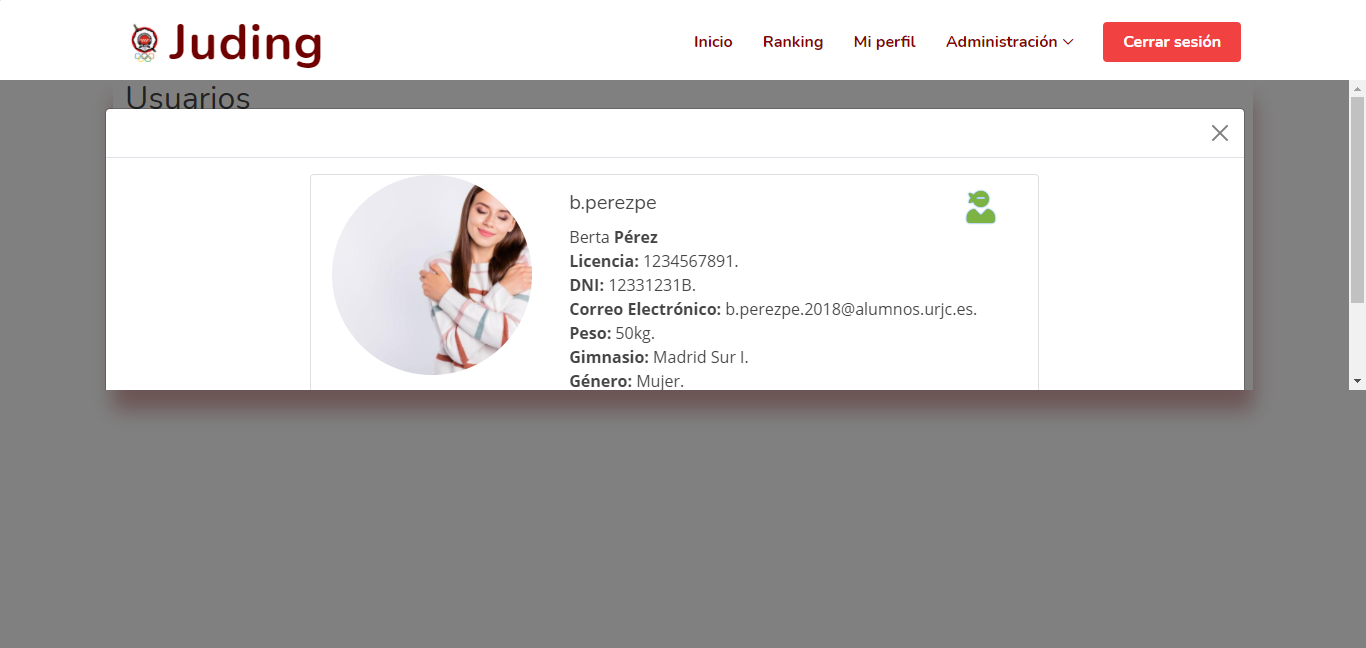 Juding
Inicio Ranking Mi perfil Administración Cerrar sesión
Usuarios
b.perezpe
Berta Pérez
Licencia: 1234567891.
DNI: 12331231B.
Correo Electrónico: b.perezpe.2018@alumnos.urjc.es.
Peso: 50kg.
Gimnasio: Madrid Sur I.
Género: Mujer.